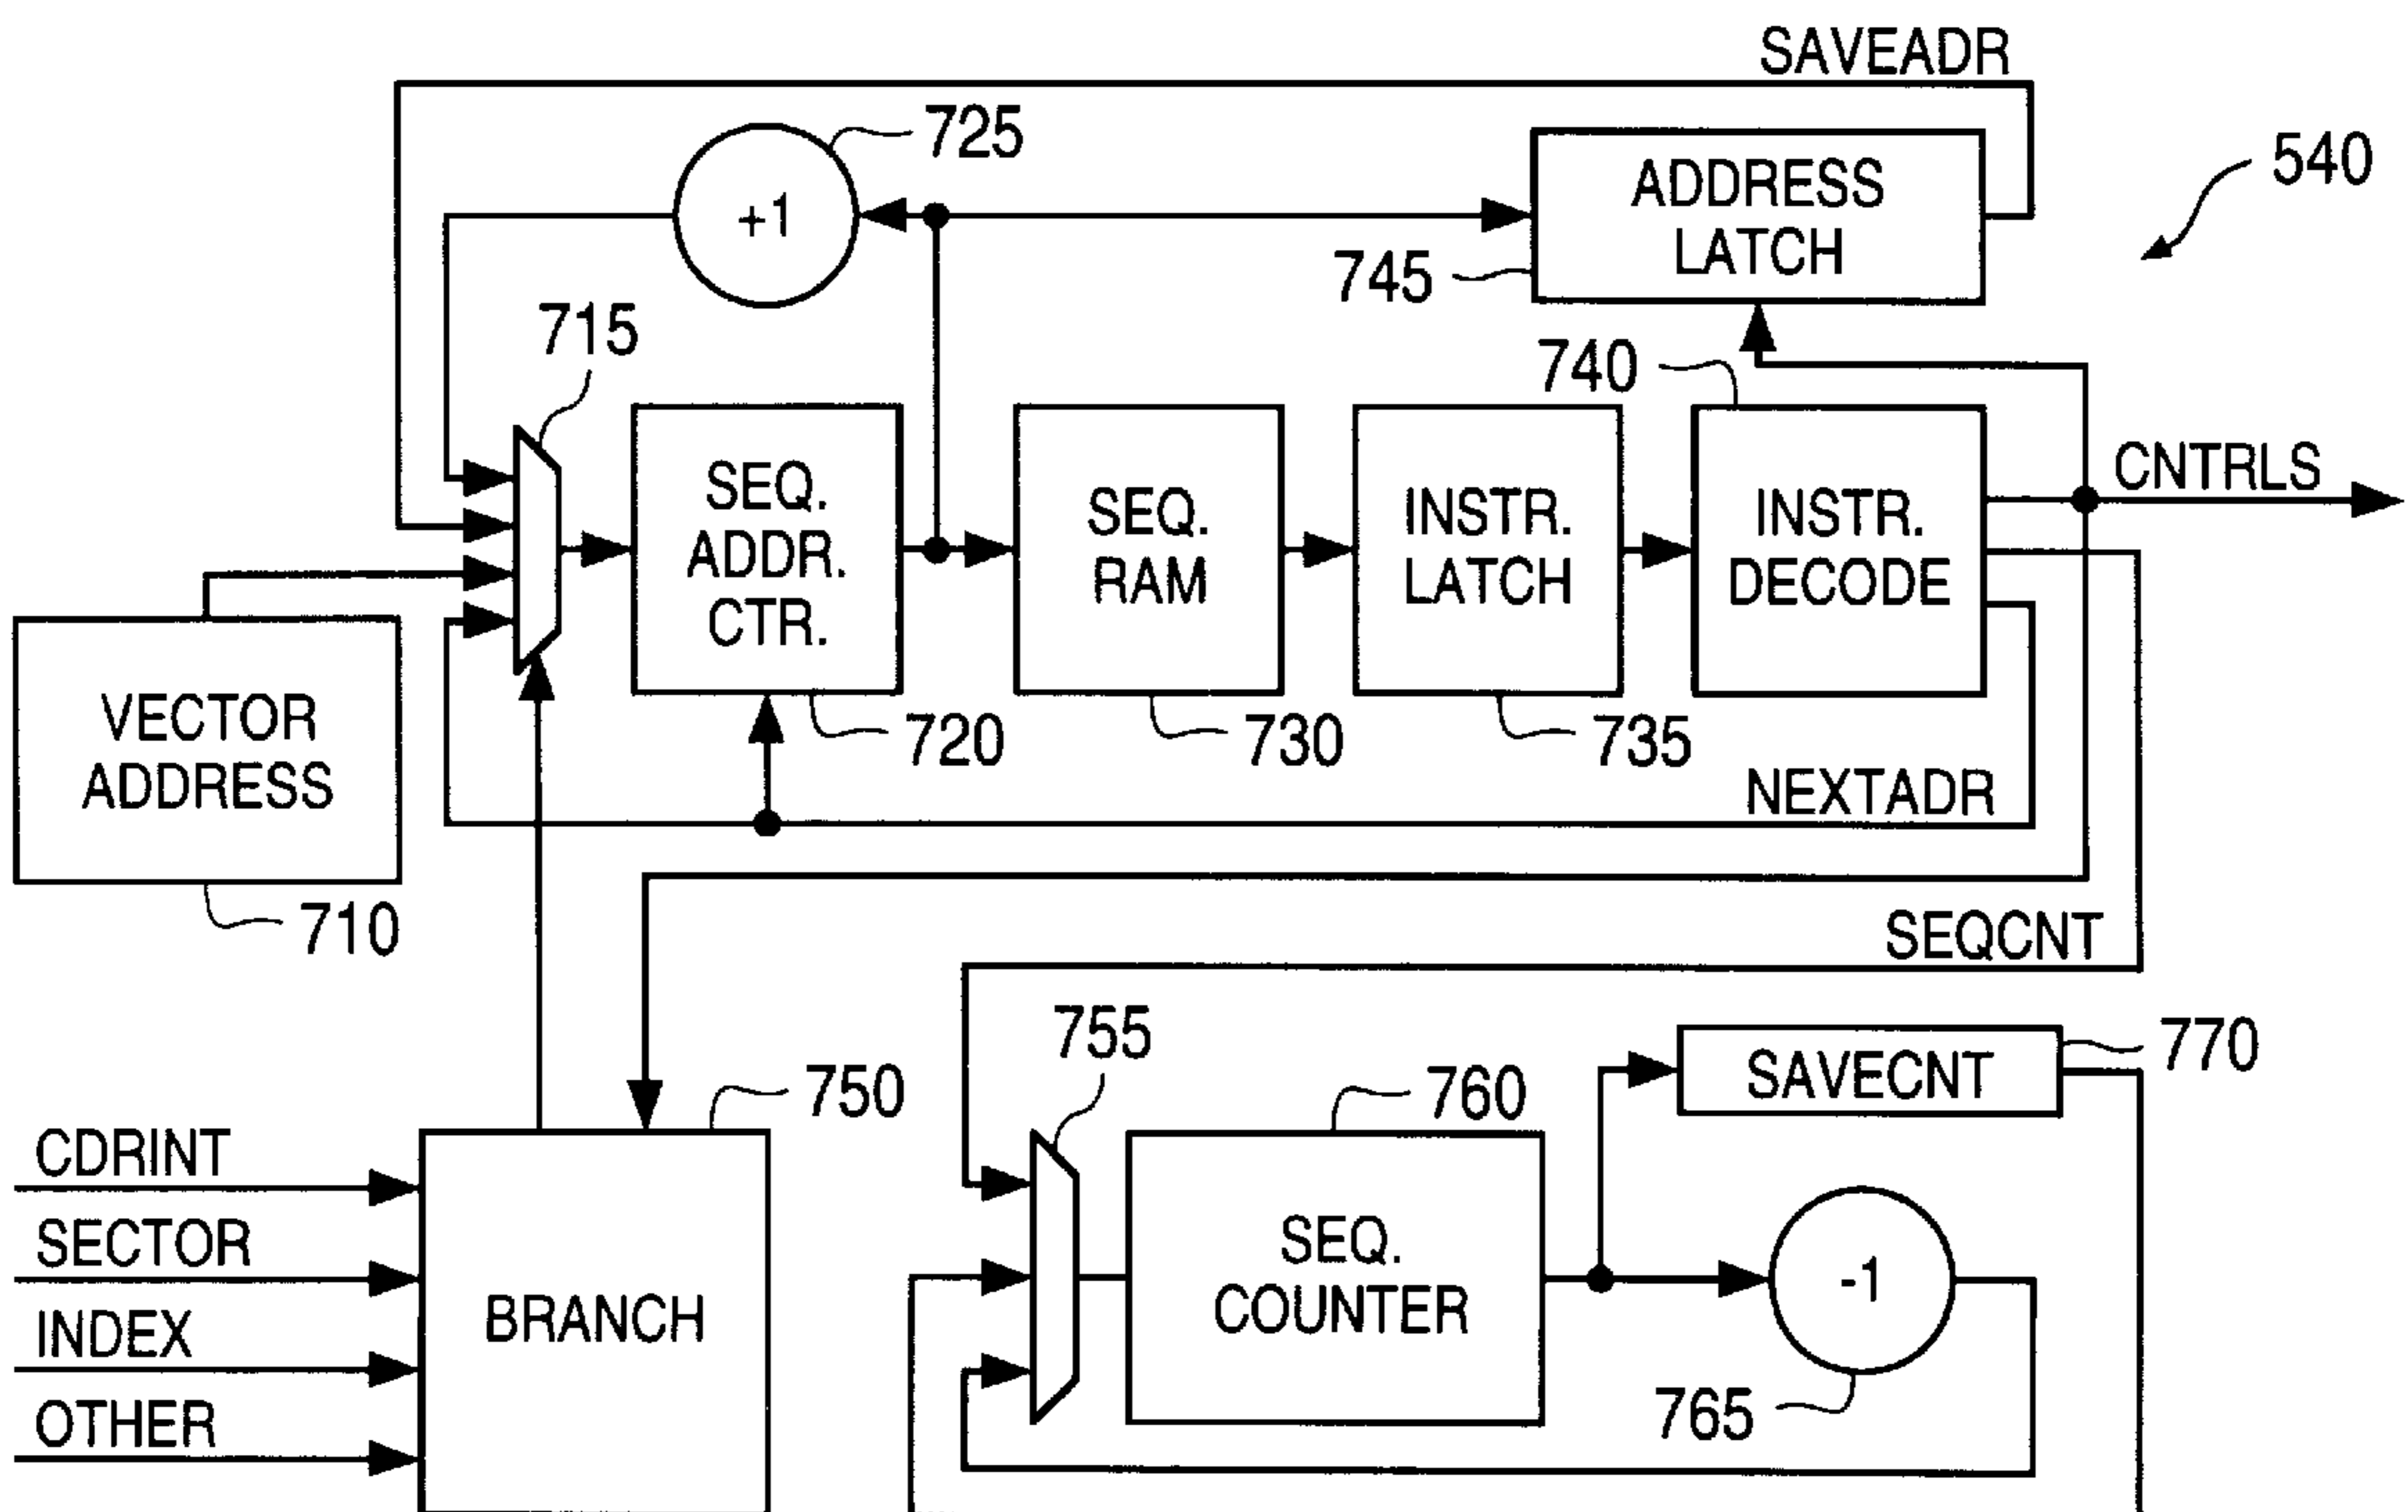 SAVEADR
725
ADDRESS
LATCH
540
+1
745
715
740
SEQ.
ADDR.
CTR.
SEQ.
RAM
INSTR.
LATCH
INSTR.
DECODE
CNTRLS
VECTOR
ADDRESS
720
730
735
NEXTADR
710
SEQCNT
755
770
SAVECNT
750
760
CDRINT
SECTOR
INDEX
OTHER
BRANCH
SEQ.
COUNTER
-1
765